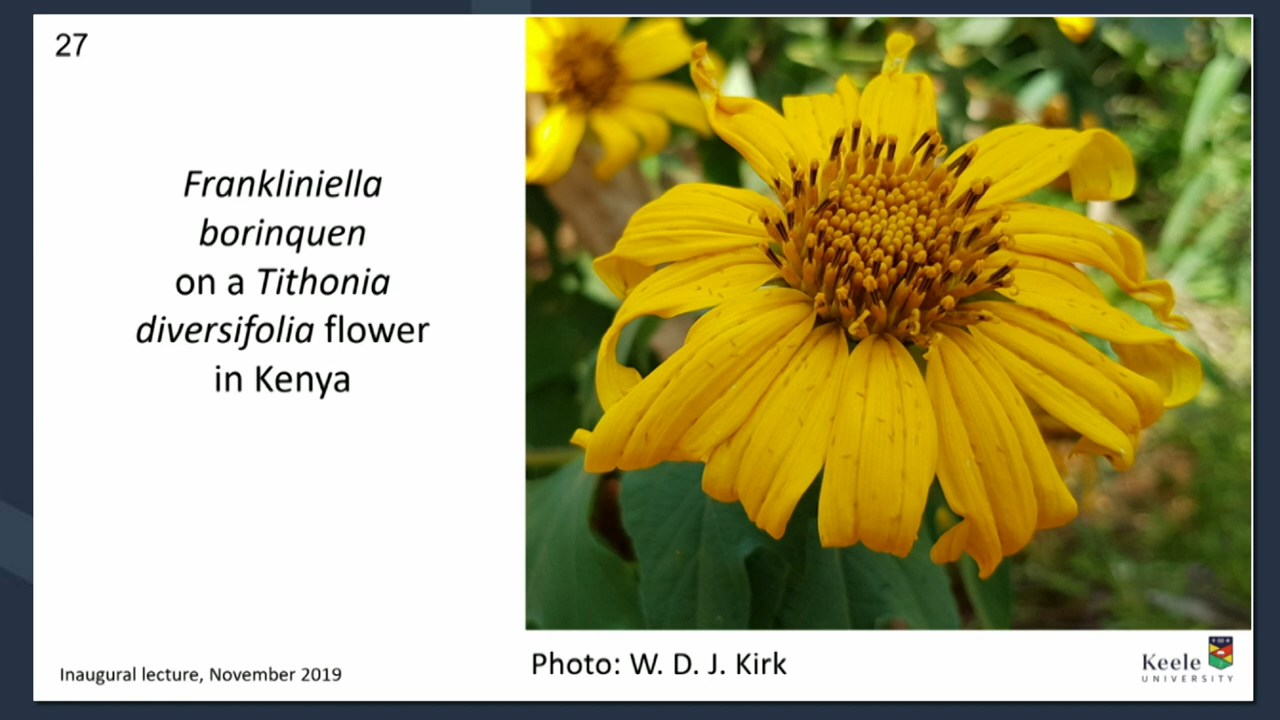 27
Frankliniella
borinquen
on a Tithonia
diversifolia flower
in Kenya
Inaugural lecture, November 2019
Photo: W. D. J. Kirk
Keele
UNIVERSITY